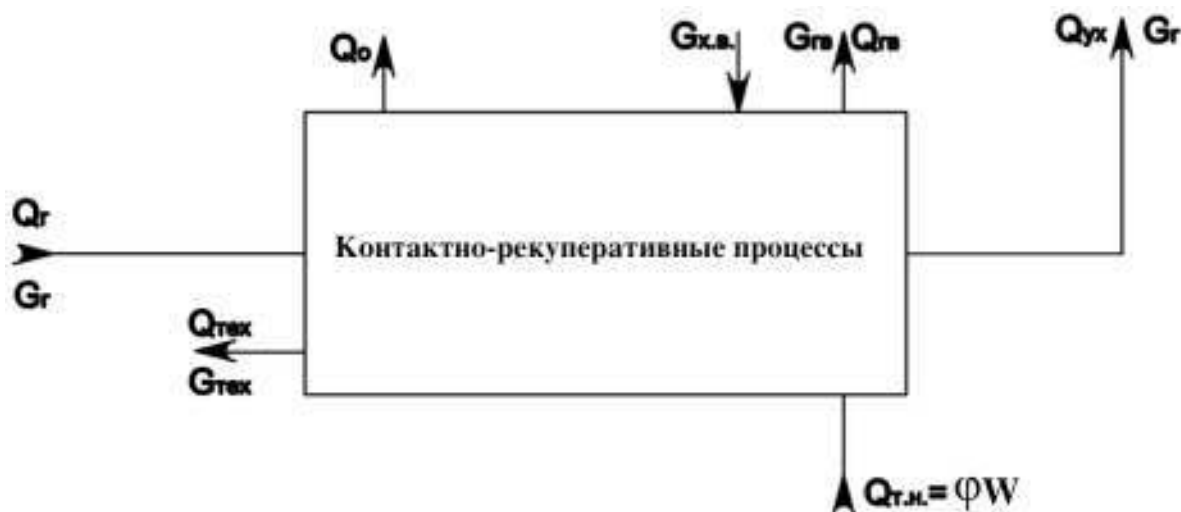 Qо
Gх.в.
Gгв Qгв
Qух Gг
Qг
Gг
Контактно-рекуперативные процессы
Qтех
Gтех
Qт.н.= φW